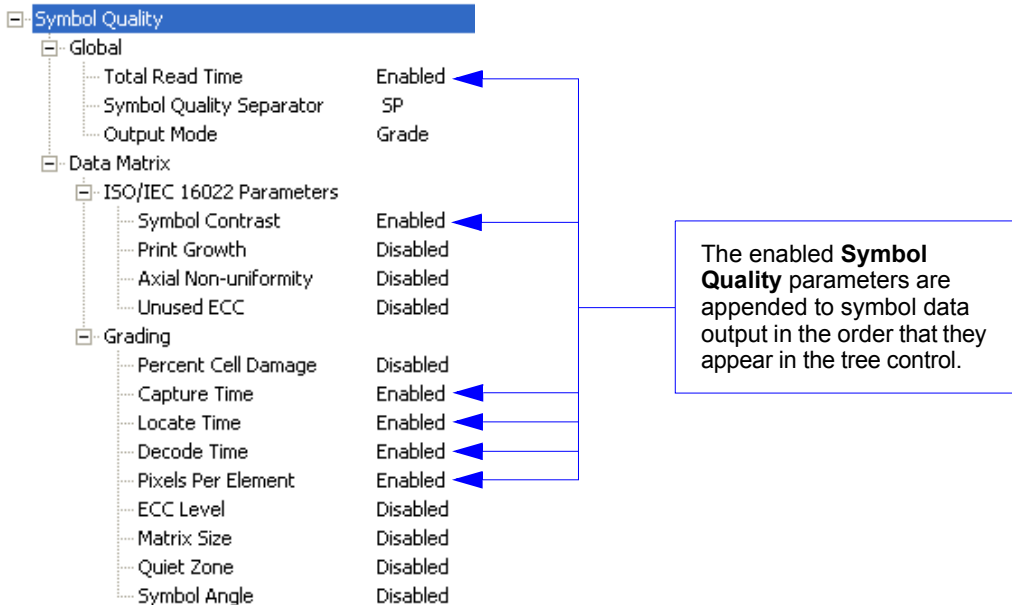 Symbol Quality
Global
Total Read Time Enabled
Symbol Quality Separator SP
Output Mode Grade
Data Matrix
ISO/IEC 16022 Parameters
Symbol Contrast Enabled
Print Growth Disabled
Axial Non-uniformity Disabled
Unused ECC Disabled
Grading
Percent Cell Damage Disabled
Capture Time Enabled
Locate Time Enabled
Decode Time Enabled
Pixels Per Element Enabled
ECC Level Disabled
Matrix Size Disabled
Quiet Zone Disabled
Symbol Angle Disabled
The enabled Symbol
Quality parameters are
appended to symbol data
output in the order that they
appear in the tree control.